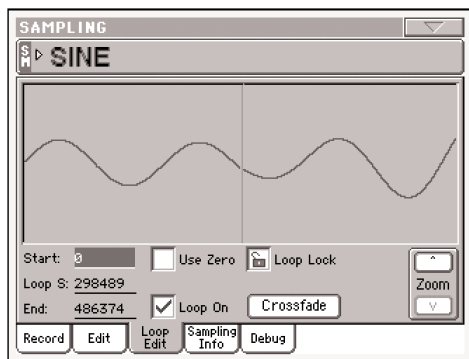 SAMPLING
SM SINE
Start: 0 Use Zero Loop Lock
Loop S: 298489
End: 486374 Loop On Crossfade
Zoom
Record Edit Loop Edit Sampling Info Debug